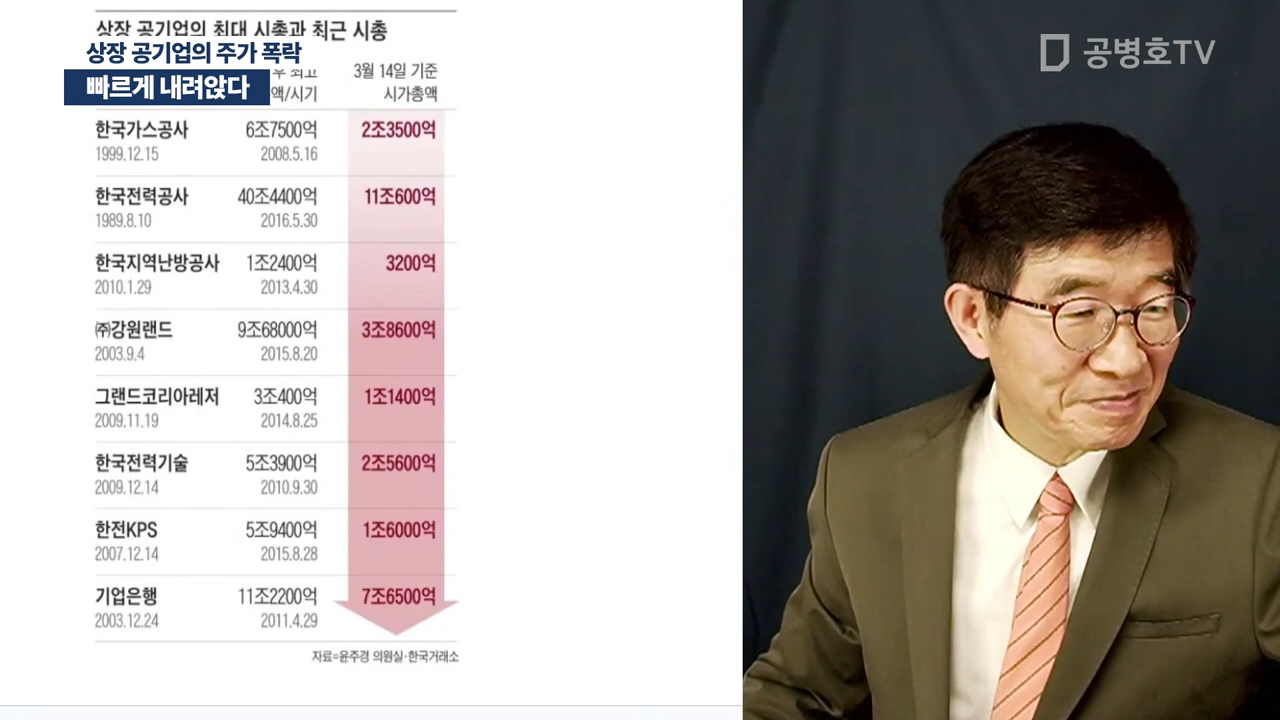 상장 공기업의 최대 시총과 최근 시총
상장 공기업의 주가 폭락
빠르게 내려앉다
후 최고
액/시기
3월 14일 기준
시가총액
한국가스공사 6조7500억 2조3500억
1999.12.15 2008.5.16
한국전력공사 40조4400억 11조600억
1989.8.10 2016.5.30
한국지역난방공사 1조2400억 3200억
2010.1.29 2013.4.30
㈜강원랜드 9조68000억 3조8600억
2003.9.4 2015.8.20
그랜드코리아레저 3조400억 1조1400억
2009.11.19 2014.8.25
한국전력기술 5조3900억 2조5600억
2009.12.14 2010.9.30
한전KPS 5조9400억 1조6000억
2007.12.14 2015.8.28
기업은행 11조2200억 7조6500억
2003.12.24 2011.4.29
자료=윤주경 의원실·한국거래소
공병호TV